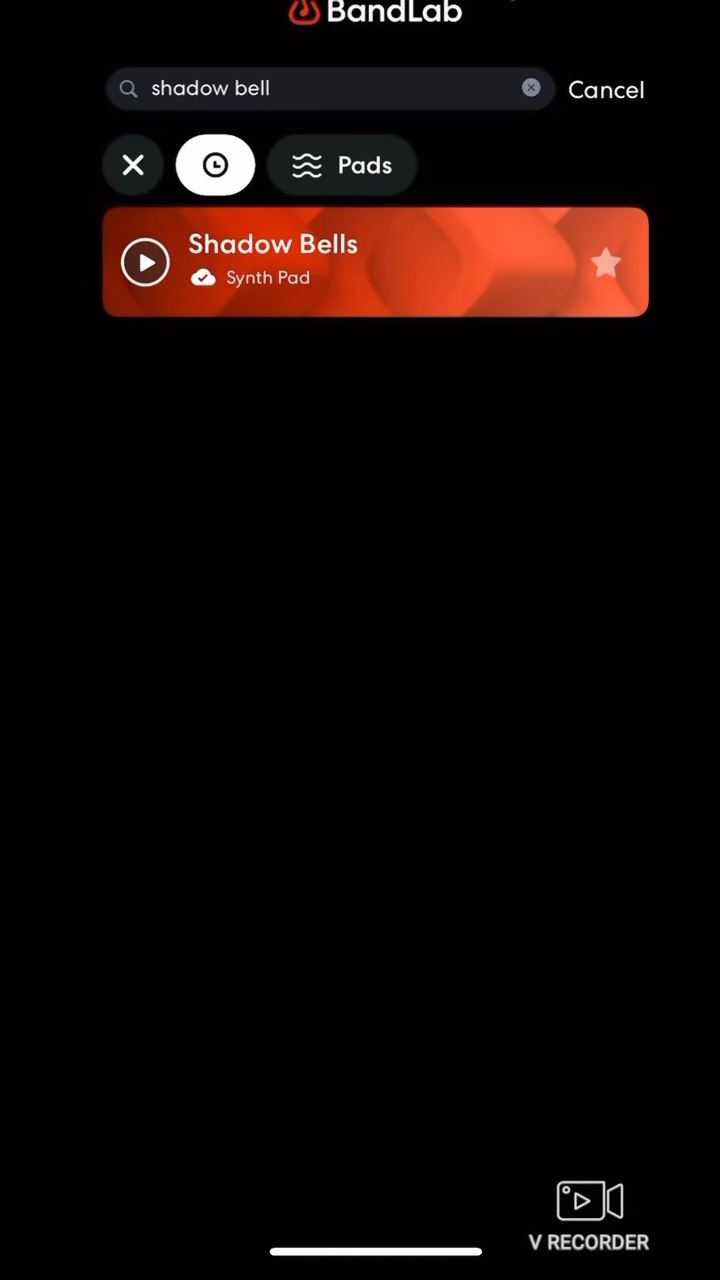 BandLab
shadow bell
Cancel
Pads
Shadow Bells
Synth Pad
V RECORDER